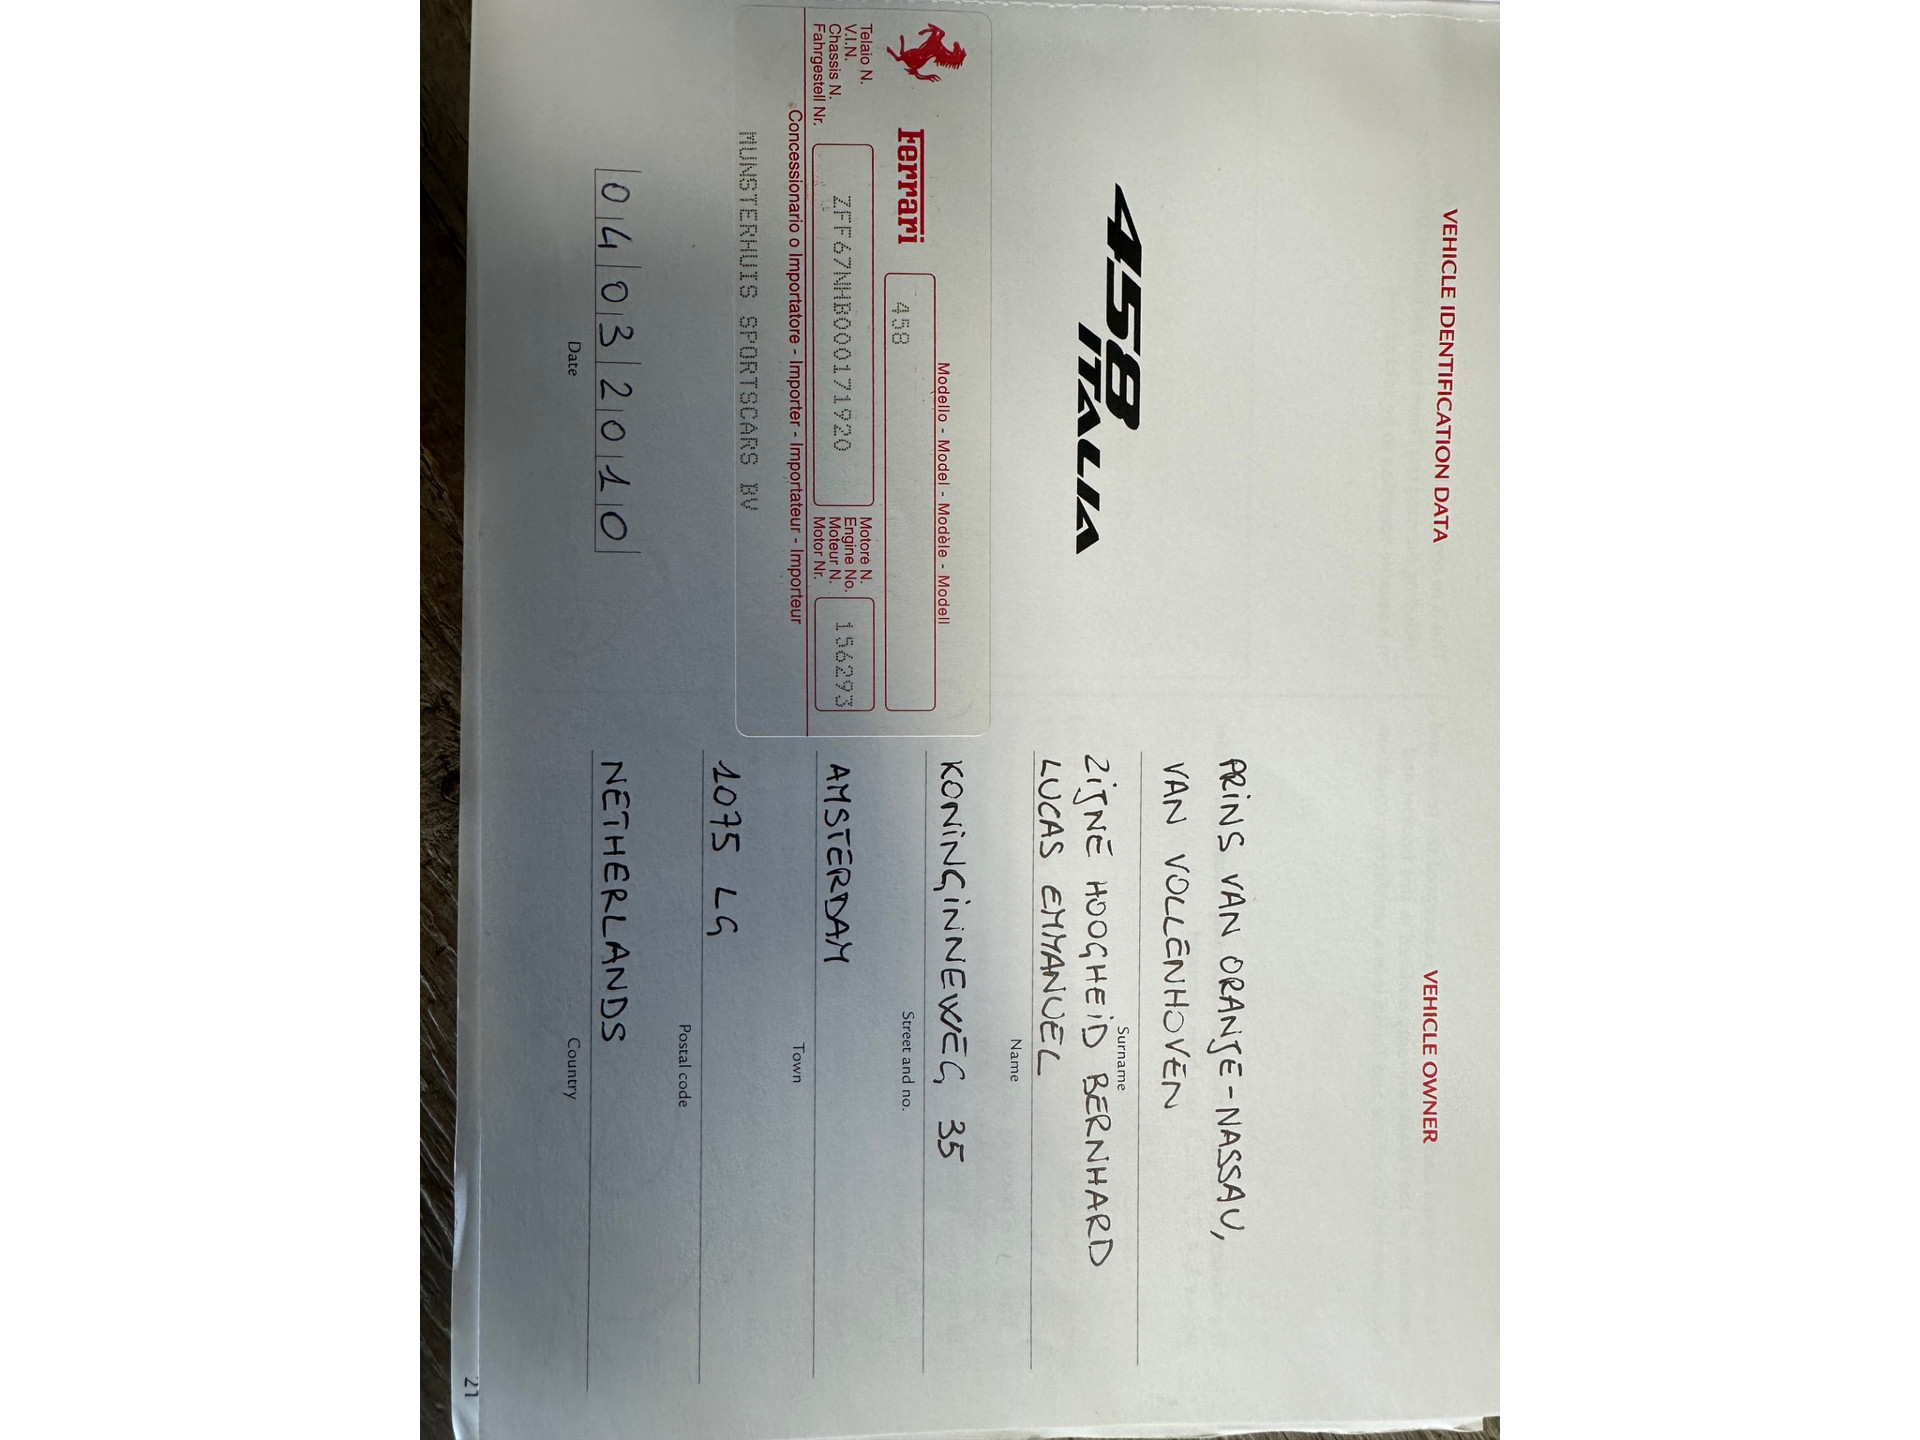 VEHICLE IDENTIFICATION DATA
458
ITALIA
Ferrari
Modello - Model - Modèle - Modell
458
Telaio N.
V.I.N.
Chassis N.
Fahrgestell Nr.
ZFF67NHB000171920
Motore N.
Engine No.
Moteur N.
Motor Nr.
156293
Concessionario o Importatore - Importer - Importateur - Importeur
MUNSTERHUIS SPORTSCARS BV
04032010
Date
VEHICLE OWNER
PRINS VAN ORANJE-NASSAU,
VAN VOLLENHOVEN
Surname
ZIJNE HOOGHEID BERNHARD
LUCAS EMMANUEL
Name
KONINGINNEWEG 35
Street and no.
AMSTERDAM
Town
1075 LG
Postal code
NETHERLANDS
Country
21